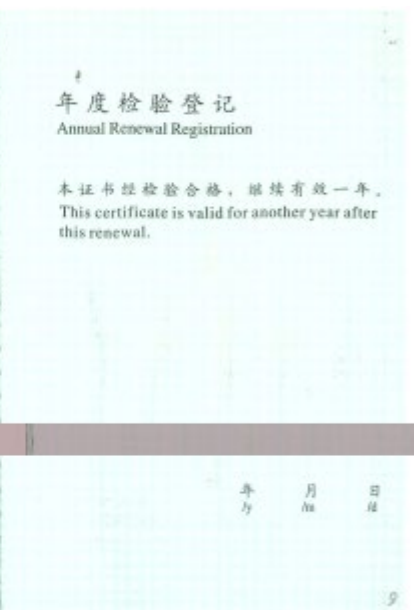 年度检验登记
Annual Renewal Registration
本证书经检验合格，继续有效一年。
This certificate is valid for another year after
this renewal.
年 月 日
/y /m /d
9